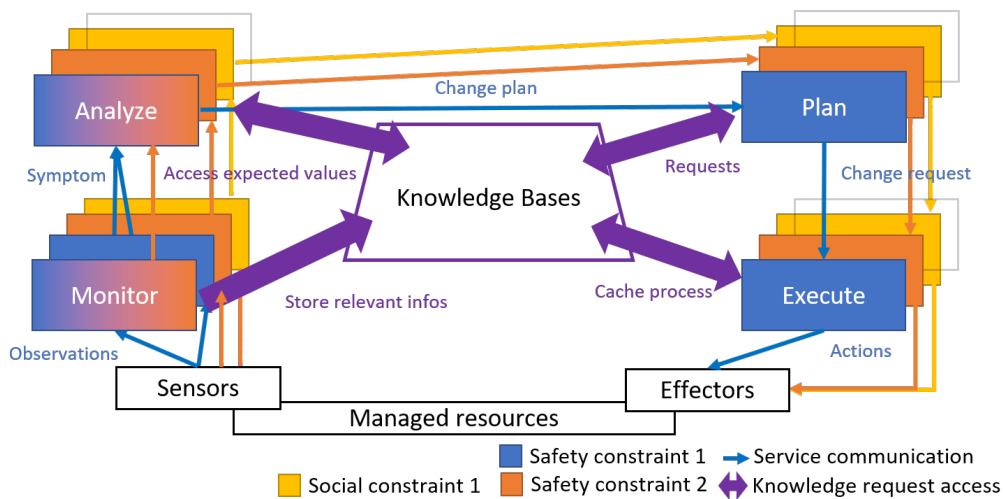 Analyze
Change plan
Plan
Symptom
Access expected values
Requests
Change request
Knowledge Bases
Monitor
Store relevant infos
Cache process
Execute
Observations
Actions
Sensors
Effectors
Managed resources
Safety constraint 1
Service communication
Social constraint 1
Safety constraint 2
Knowledge request access